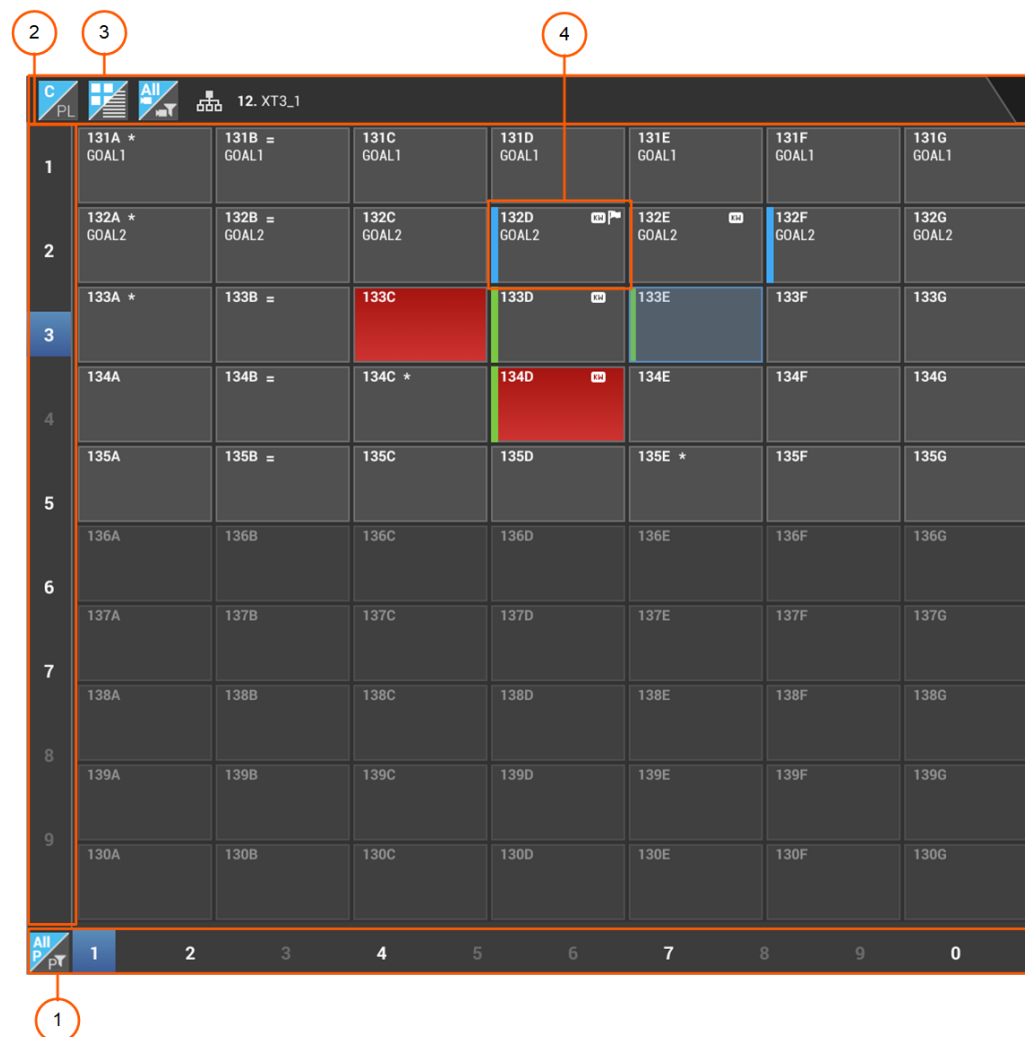 2 3 4
C PL All 12. XT3_1
1 131A * 131B = 131C 131D 131E 131F 131G
GOAL1 GOAL1 GOAL1 GOAL1 GOAL1 GOAL1 GOAL1
2 132A * 132B = 132C 132D KW 132E KW 132F 132G
GOAL2 GOAL2 GOAL2 GOAL2 GOAL2 GOAL2 GOAL2
3 133A * 133B = 133C 133D KW 133E 133F 133G
4 134A 134B = 134C * 134D KW 134E 134F 134G
5 135A 135B = 135C 135D 135E * 135F 135G
6 136A 136B 136C 136D 136E 136F 136G
7 137A 137B 137C 137D 137E 137F 137G
8 138A 138B 138C 138D 138E 138F 138G
9 139A 139B 139C 139D 139E 139F 139G
130A 130B 130C 130D 130E 130F 130G
All P P 1 2 3 4 5 6 7 8 9 0
1